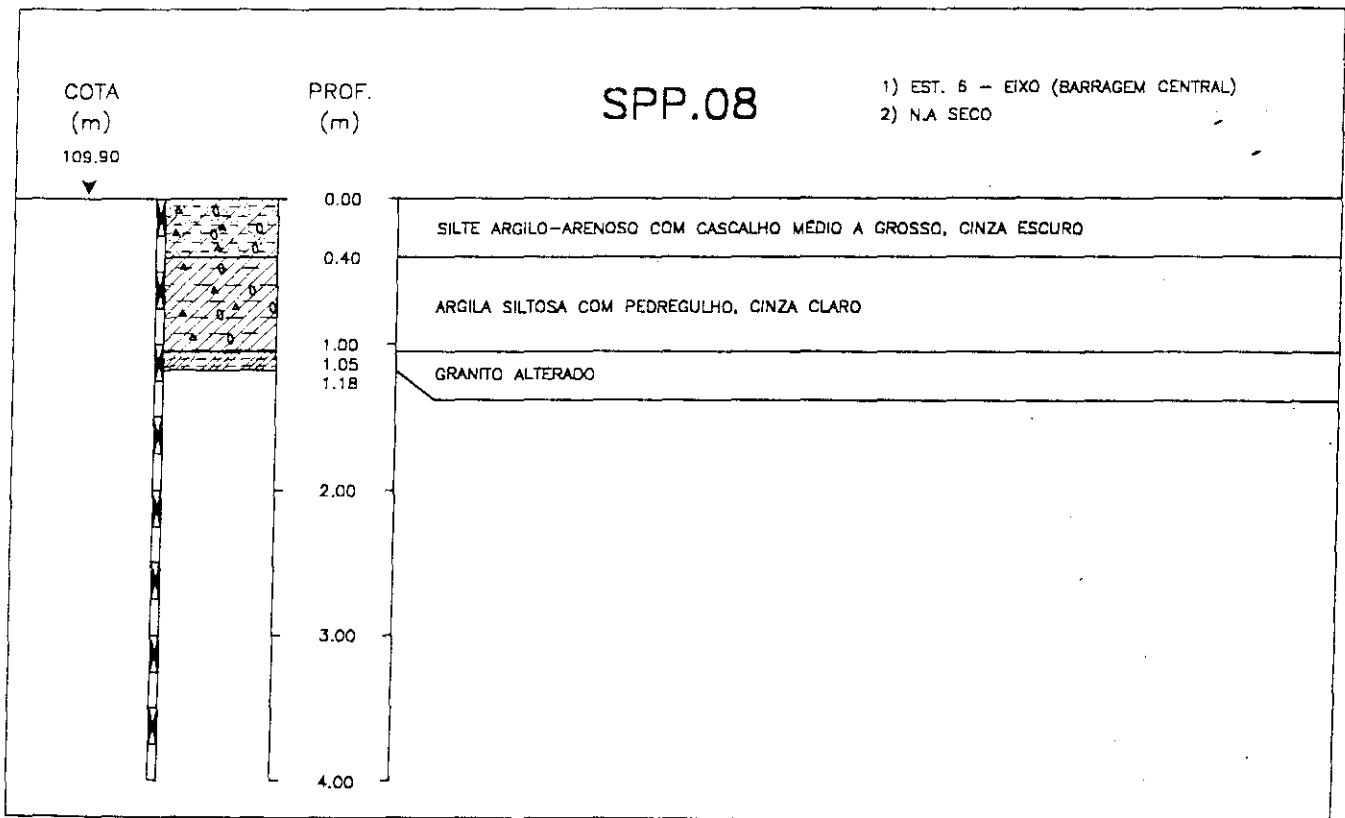 COTA
(m)
109.90
PROF.
(m)
SPP.08
1) EST. 6 - EIXO (BARRAGEM CENTRAL)
2) N.A SECO
0.00
SILTE ARGILO-ARENOSO COM CASCALHO MÉDIO A GROSSO, CINZA ESCURO
0.40
ARGILA SILTOSA COM PEDREGULHO, CINZA CLARO
1.00
1.05
1.18
GRANITO ALTERADO
2.00
3.00
4.00